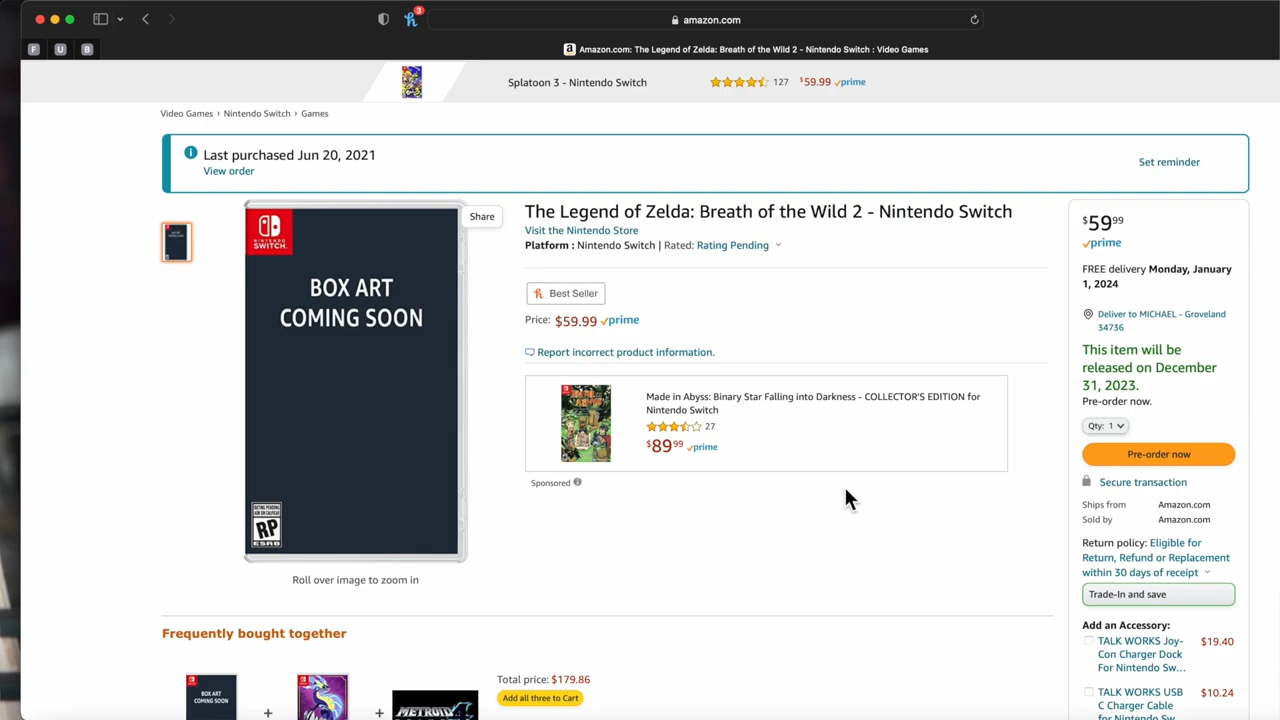 3
amazon.com
F
U
B
a
Amazon.com: The Legend of Zelda: Breath of the Wild 2 - Nintendo Switch : Video Games
Splatoon 3 - Nintendo Switch
127
$59.99 prime
Video Games › Nintendo Switch › Games
Last purchased Jun 20, 2021
View order
Set reminder
NINTENDO
SWITCH.
BOX ART
COMING SOON
RATING PENDING
RP
ESRB
Share
Roll over image to zoom in
The Legend of Zelda: Breath of the Wild 2 - Nintendo Switch
Visit the Nintendo Store
Platform : Nintendo Switch | Rated: Rating Pending
Best Seller
Price: $59.99 prime
Report incorrect product information.
Made in Abyss: Binary Star Falling into Darkness - COLLECTOR'S EDITION for
Nintendo Switch
27
$89 99 prime
Sponsored
$59 99
prime
FREE delivery Monday, January
1, 2024
Deliver to MICHAEL - Groveland
34736
This item will be
released on December
31, 2023.
Pre-order now.
Qty: 1
Pre-order now
Secure transaction
Ships from Amazon.com
Sold by Amazon.com
Return policy: Eligible for
Return, Refund or Replacement
within 30 days of receipt
Trade-In and save
Add an Accessory:
TALK WORKS Joy-
Con Charger Dock
For Nintendo Sw...
$19.40
TALK WORKS USB
C Charger Cable
for Nintendo Sw
$10.24
Frequently bought together
BOX ART
COMING SOON
+
+
METROID
4
Total price: $179.86
Add all three to Cart